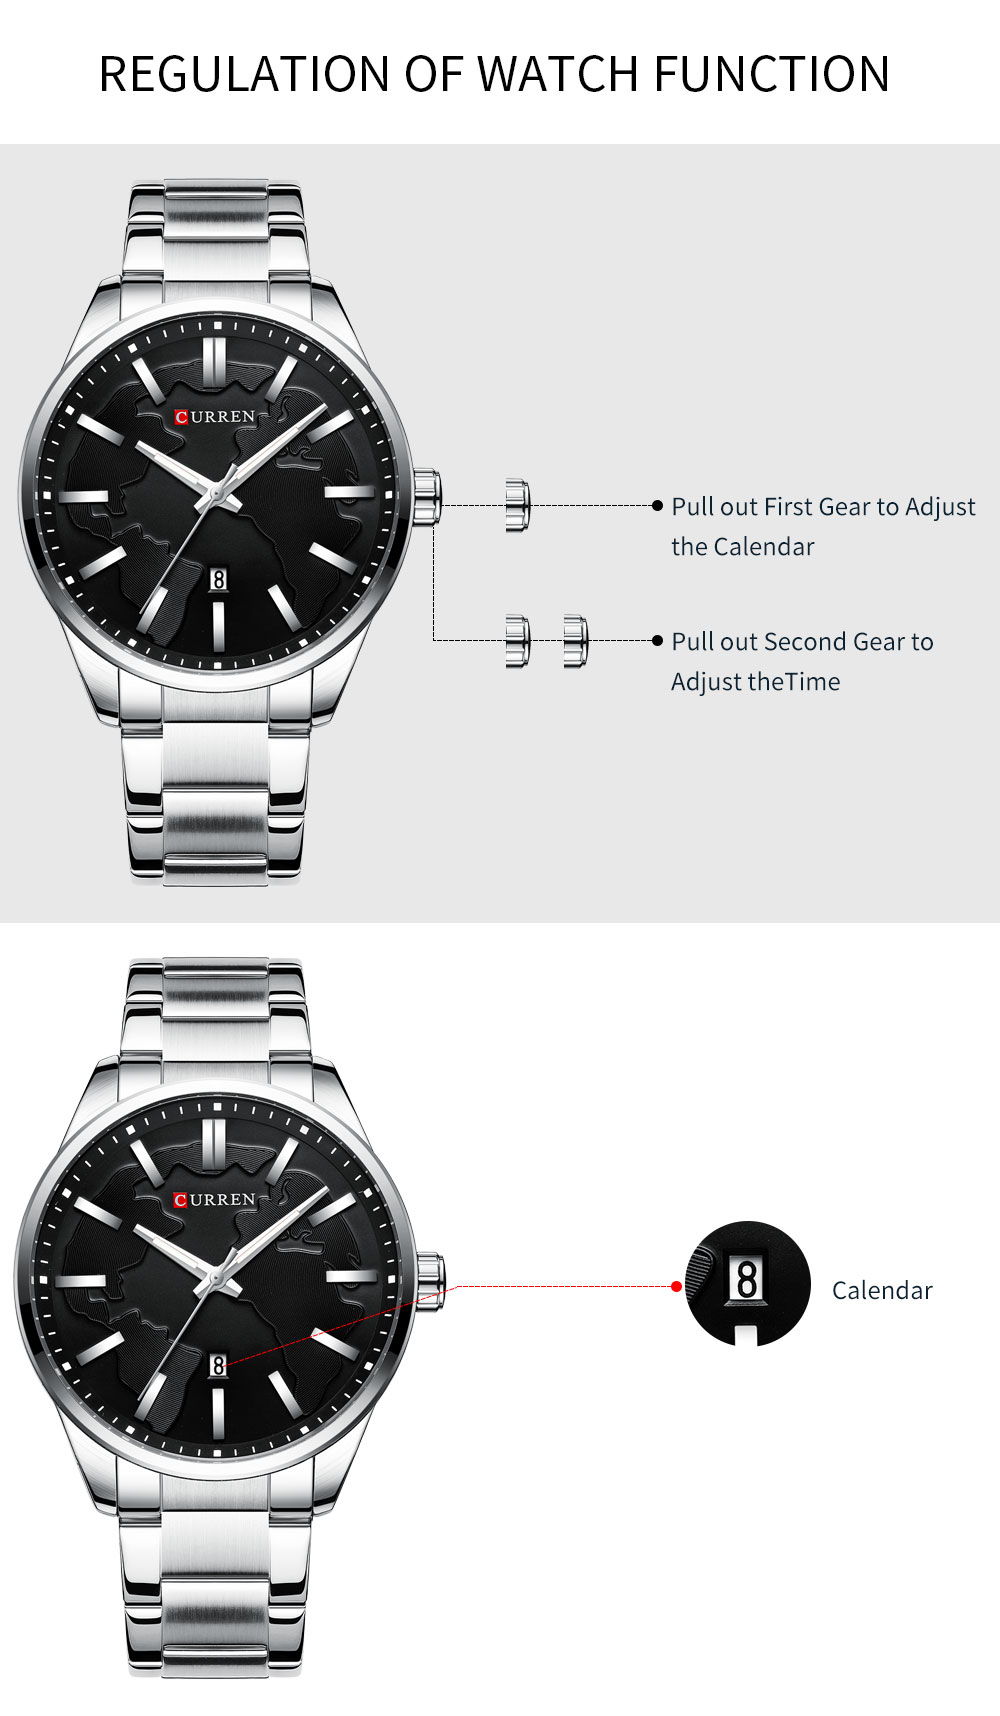 REGULATION OF WATCH FUNCTION
CURREN
Pull out First Gear to Adjust
the Calendar
8
Pull out Second Gear to
Adjust theTime
CURREN
8
Calendar
8